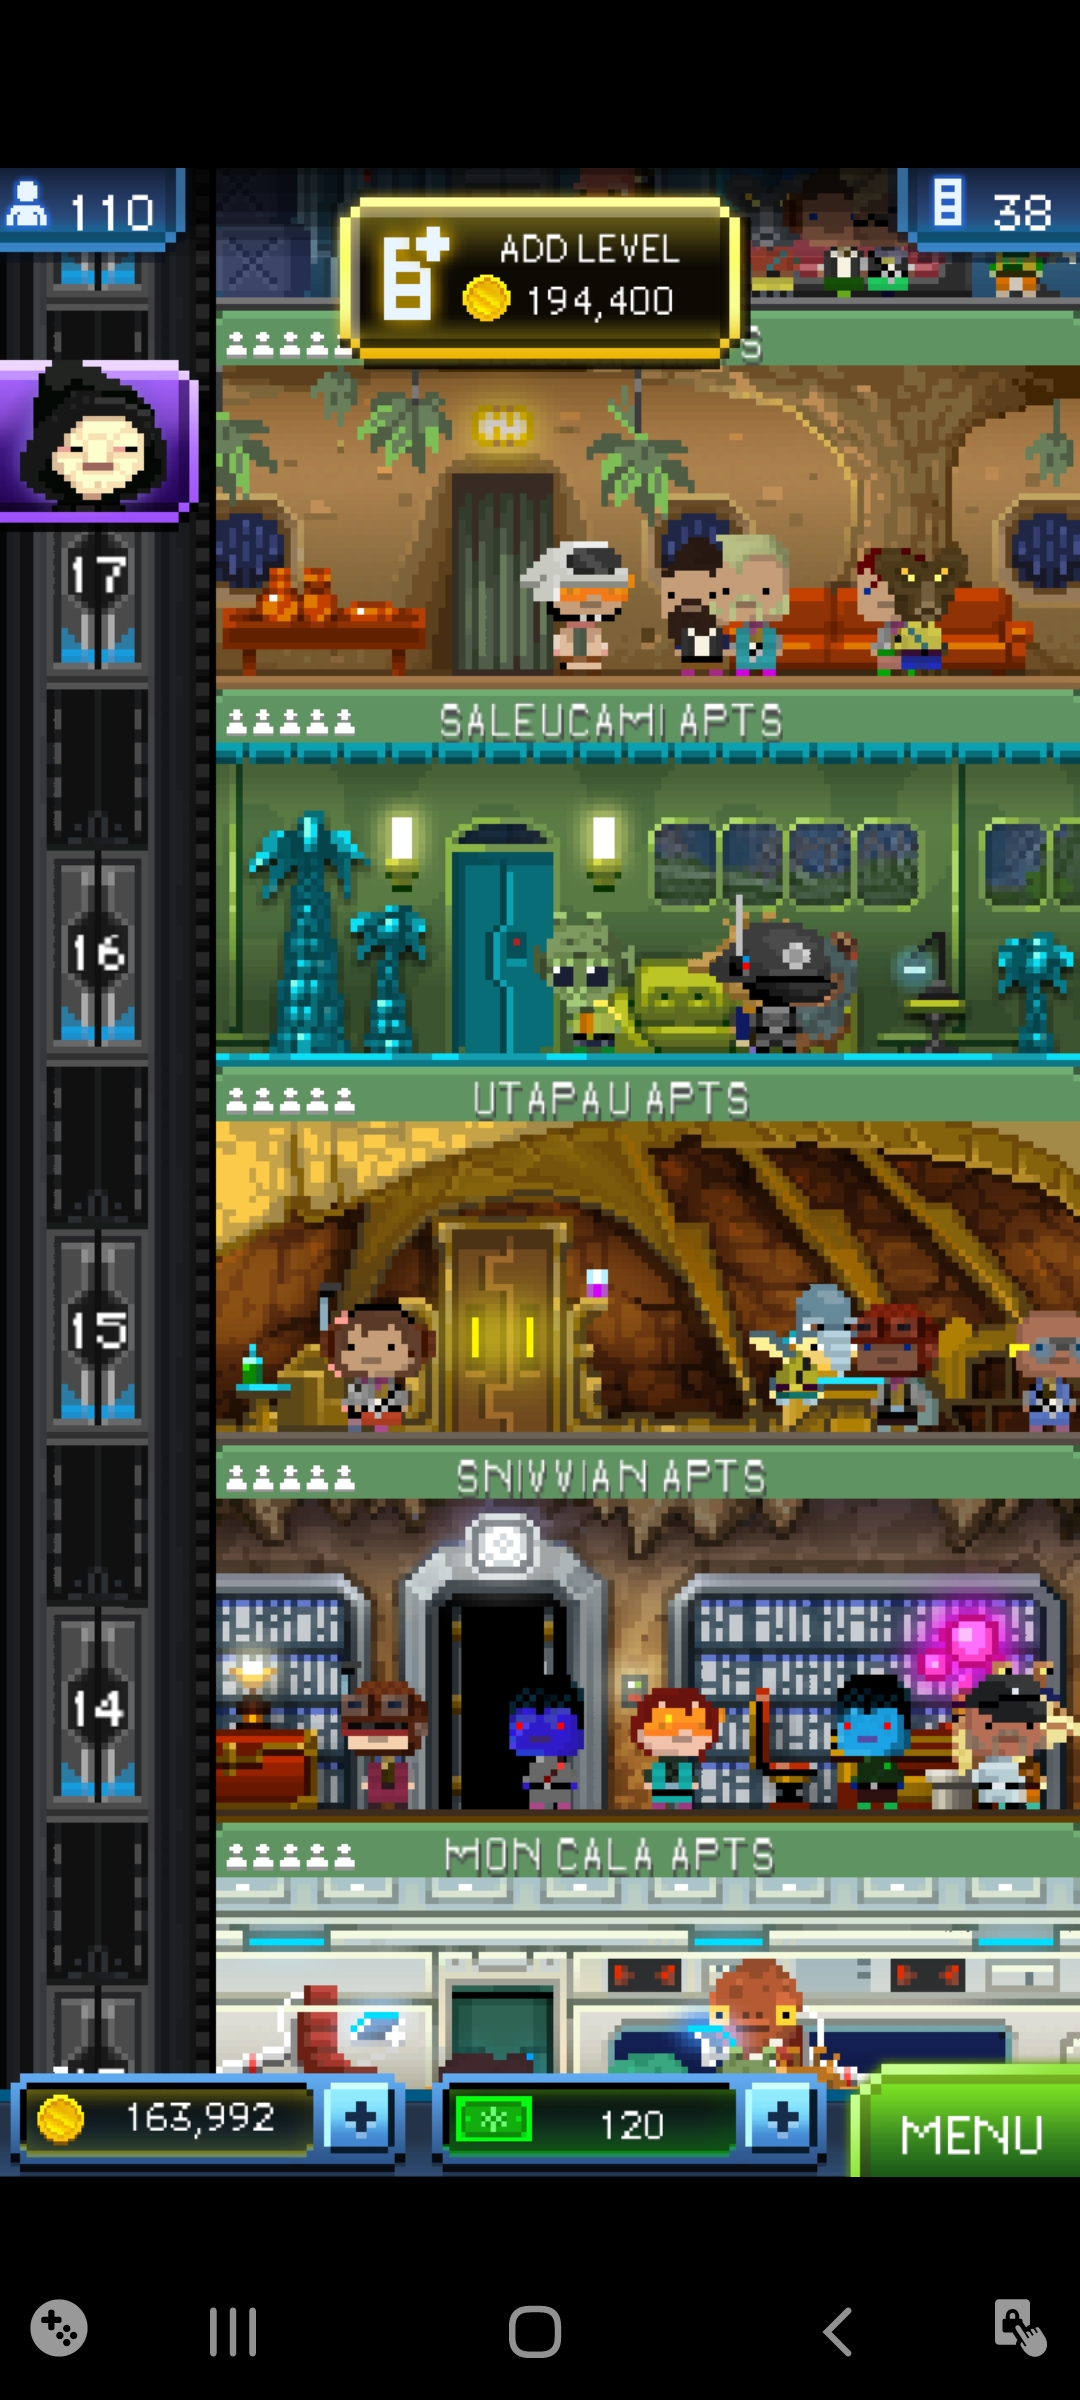 110
ADD LEVEL
194,400
38
S
17
SALEUCAMI APTS
16
UTAPAU APTS
15
SNIVVIAN APTS
14
MON CALA APTS
163,992
120
MENU